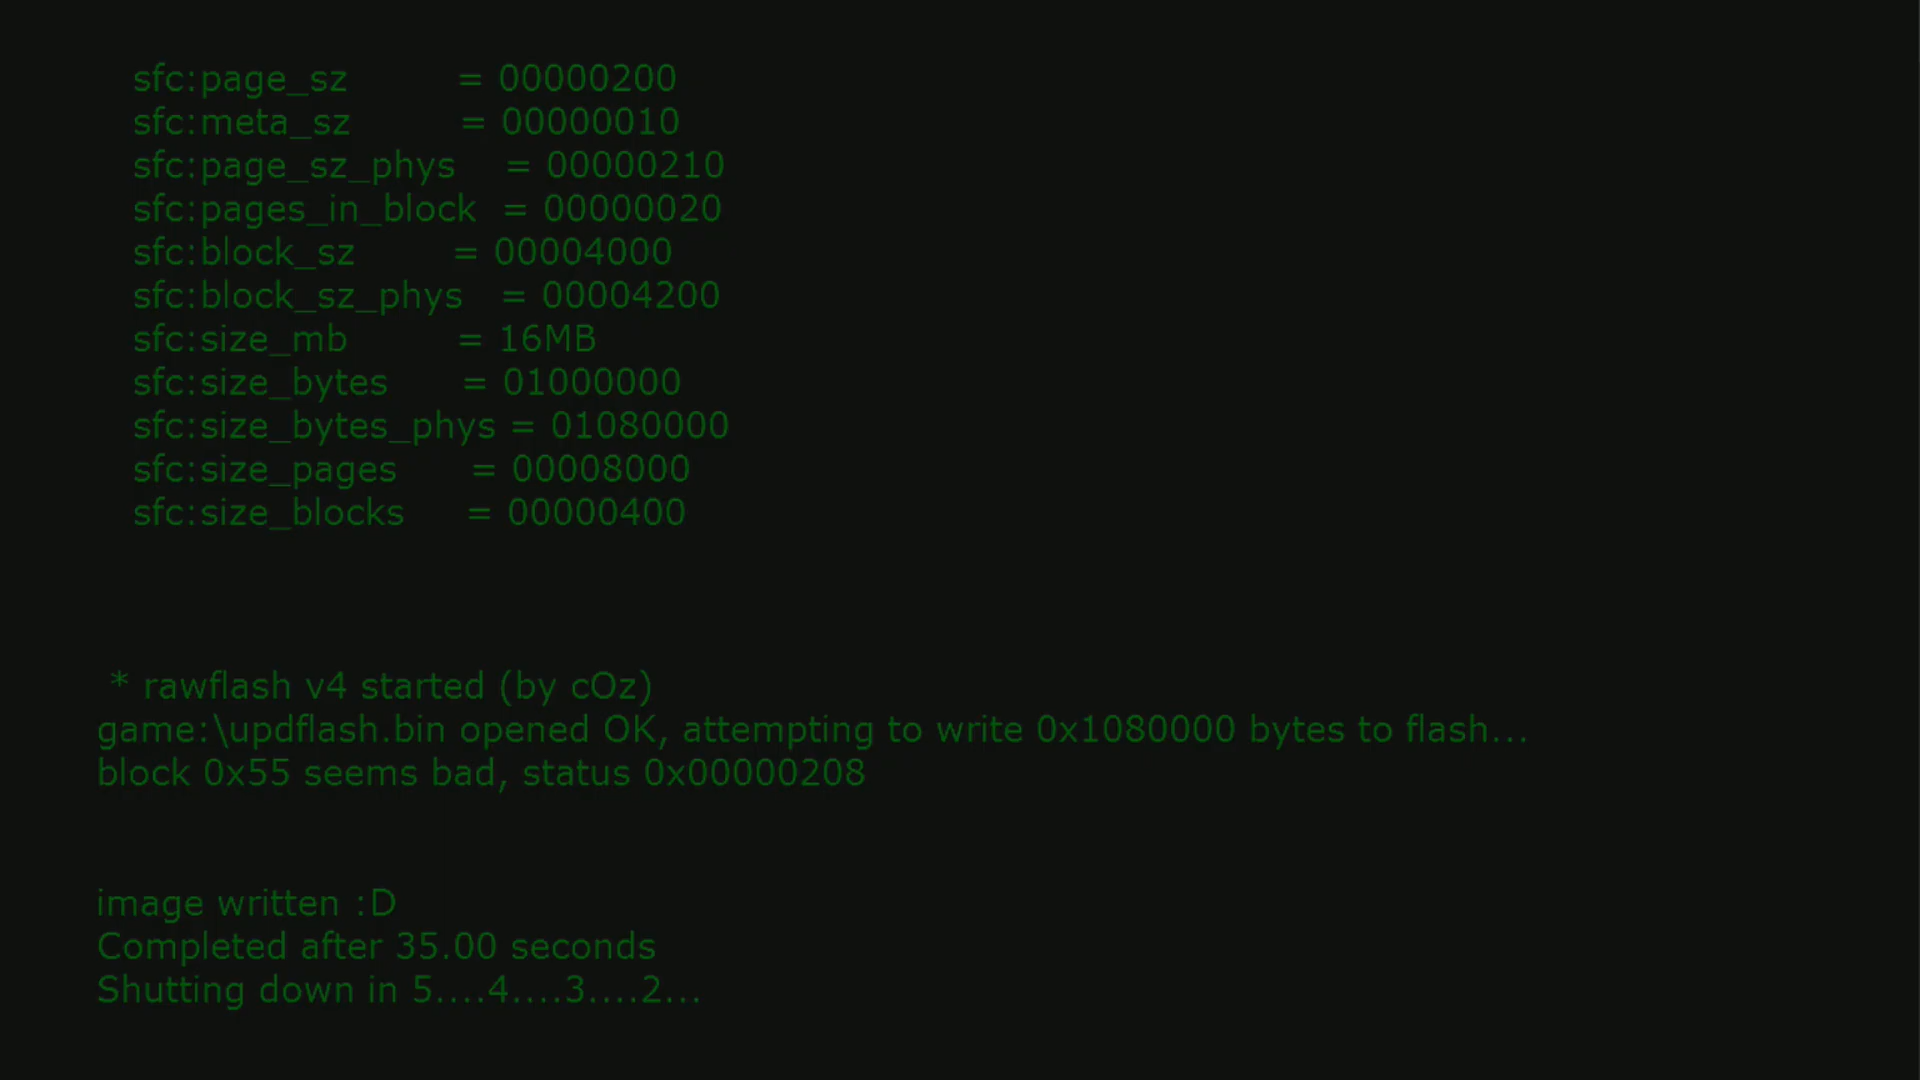 sfc:page_sz = 00000200
sfc:meta_sz = 00000010
sfc:page_sz_phys = 00000210
sfc:pages_in_block = 00000020
sfc:block_sz = 00004000
sfc:block_sz_phys = 00004200
sfc:size_mb = 16MB
sfc:size_bytes = 01000000
sfc:size_bytes_phys = 01080000
sfc:size_pages = 00008000
sfc:size_blocks = 00000400
* rawflash v4 started (by cOz)
game:\updflash.bin opened OK, attempting to write 0x1080000 bytes to flash...
block 0x55 seems bad, status 0x00000208
image written :D
Completed after 35.00 seconds
Shutting down in 5....4....3....2...